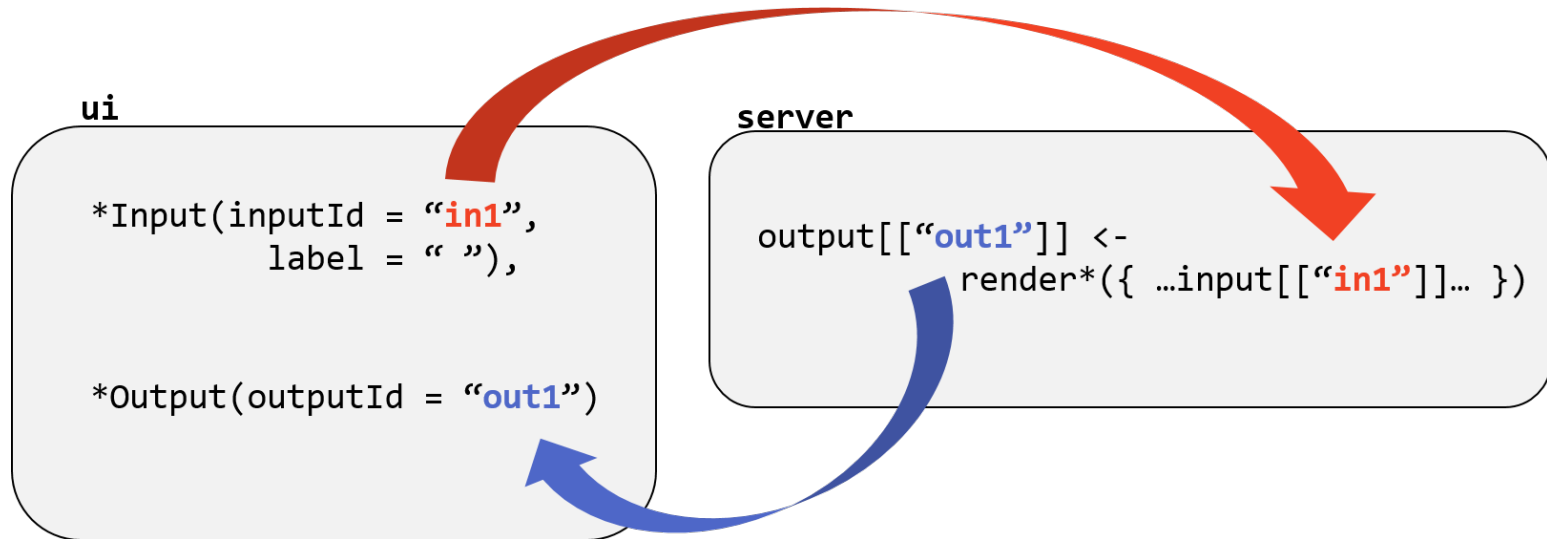 ui
*Input(inputId = “in1”,
label = “ ”),
*Output(outputId = “out1”)
server
output[[“out1”]] <-
render*({ …input[[“in1”]]… })